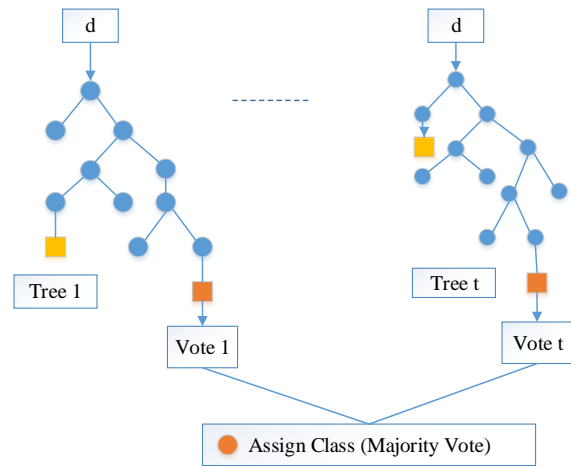 d
d
Tree 1
Tree t
Vote 1
Vote t
Assign Class (Majority Vote)